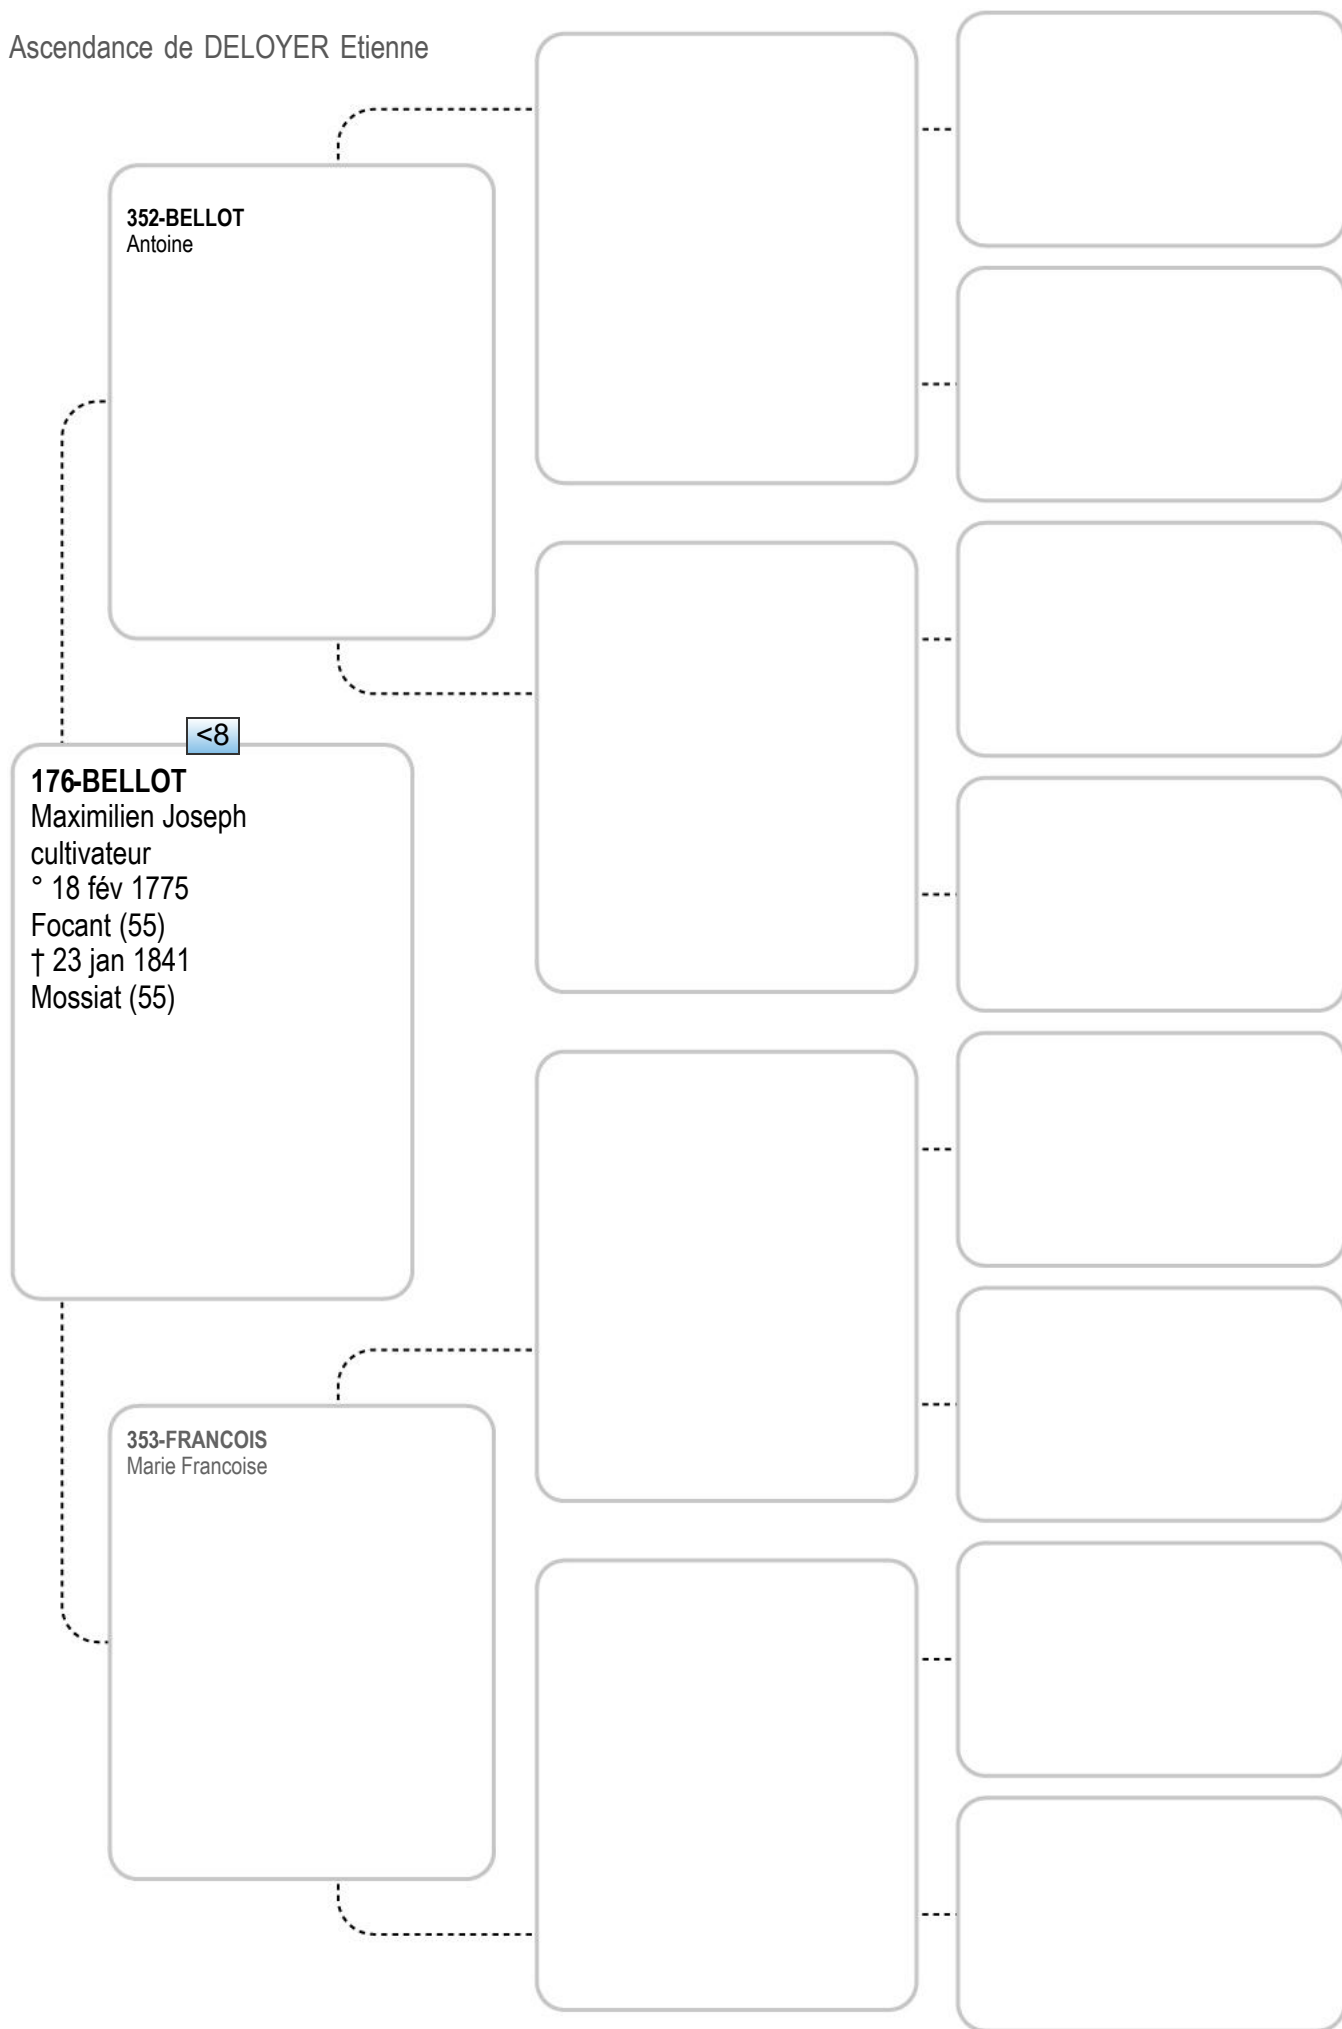 Ascendance de DELOYER Etienne
352-BELLOT
Antoine
<8
176-BELLOT
Maximilien Joseph
cultivateur
° 18 fév 1775
Focant (55)
† 23 jan 1841
Mossiat (55)
353-FRANCOIS
Marie Francoise